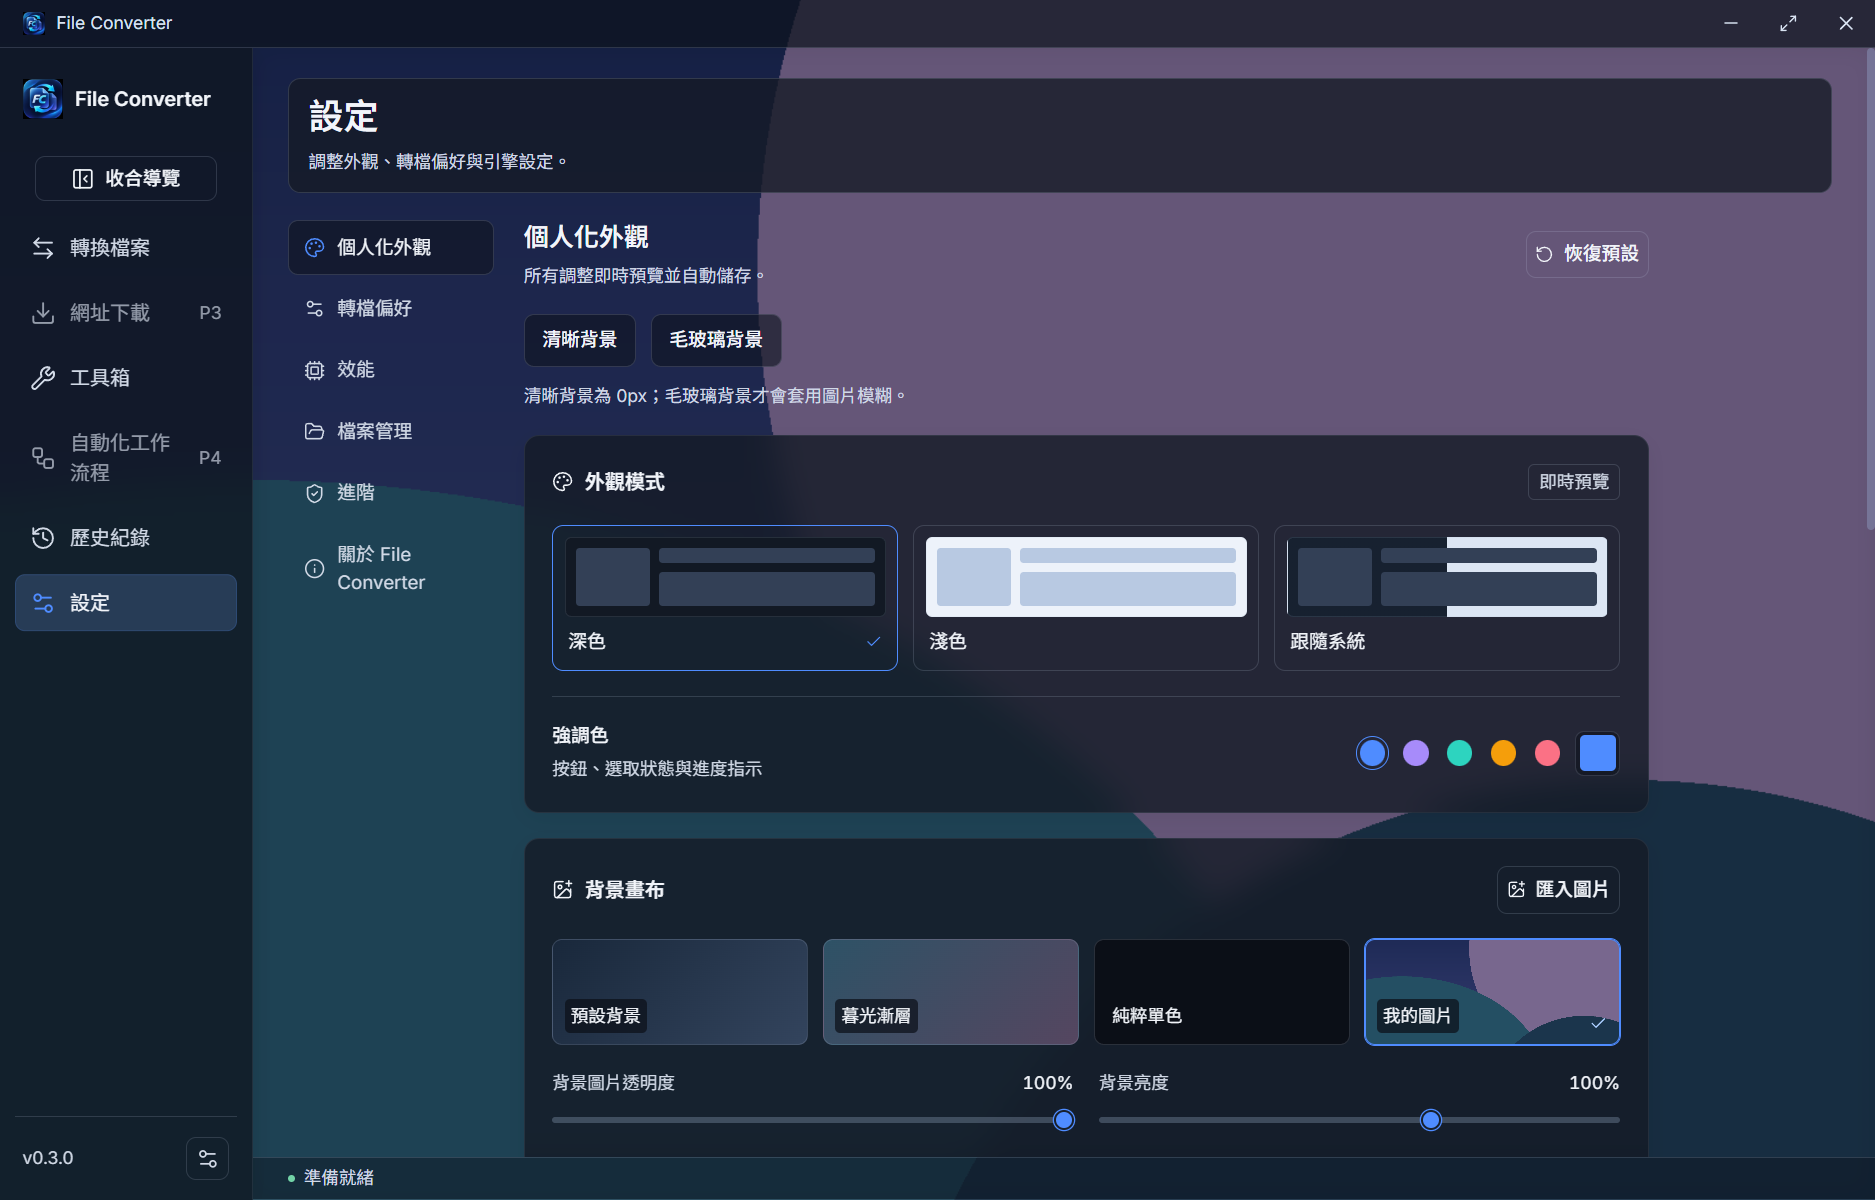 File Converter
File Converter
收合導覽
轉換檔案
網址下載 P3
工具箱
自動化工作
流程 P4
歷史紀錄
設定
v0.3.0
設定
調整外觀、轉檔偏好與引擎設定。
個人化外觀
轉檔偏好
效能
檔案管理
進階
關於 File
Converter
個人化外觀
所有調整即時預覽並自動儲存。
恢復預設
清晰背景 毛玻璃背景
清晰背景為 0px；毛玻璃背景才會套用圖片模糊。
外觀模式 即時預覽
深色 淺色 跟隨系統
強調色
按鈕、選取狀態與進度指示
背景畫布 匯入圖片
預設背景 暮光漸層 純粹單色 我的圖片
背景圖片透明度 100% 背景亮度 100%
準備就緒